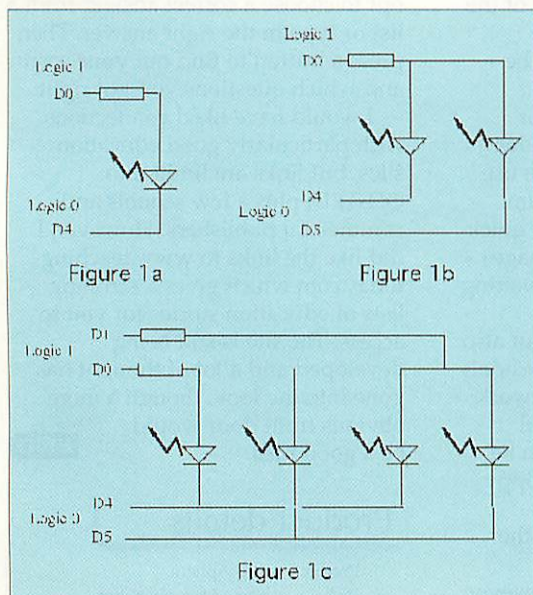 Logic 1
D0
Logic 0
D4
Figure 1a
Logic 1
D0
D4
Logic 0
D5
Figure 1b
D1
Logic 1
D0
D4
Logic 0
D5
Figure 1c